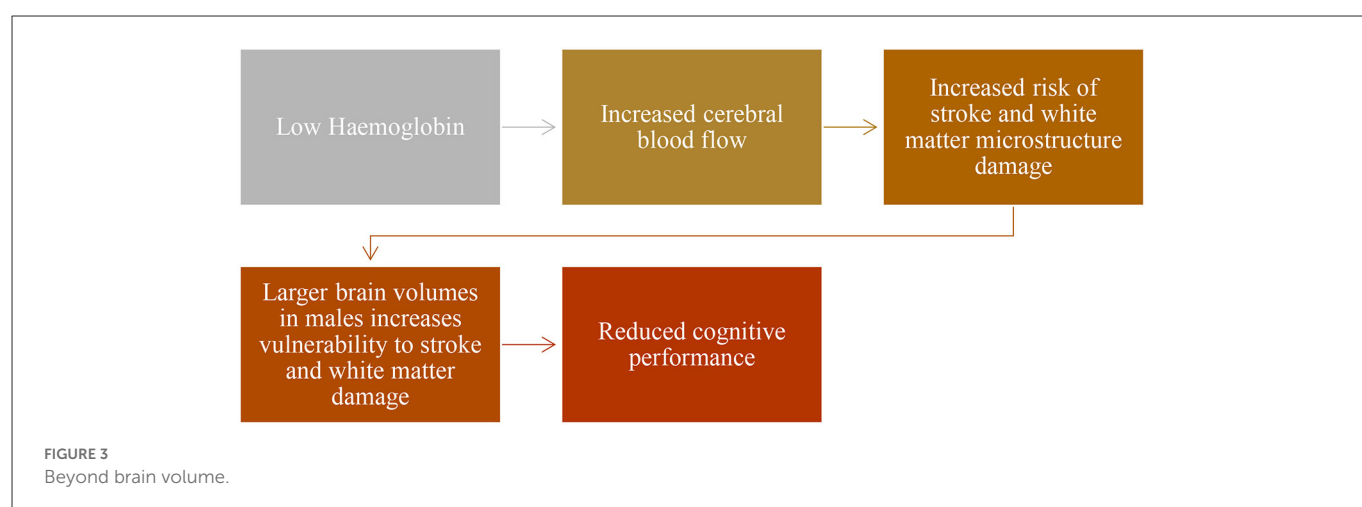 Low Haemoglobin
Increased cerebral
blood flow
Increased risk of
stroke and white
matter microstructure
damage
Larger brain volumes
in males increases
vulnerability to stroke
and white matter
damage
Reduced cognitive
performance
FIGURE 3
Beyond brain volume.